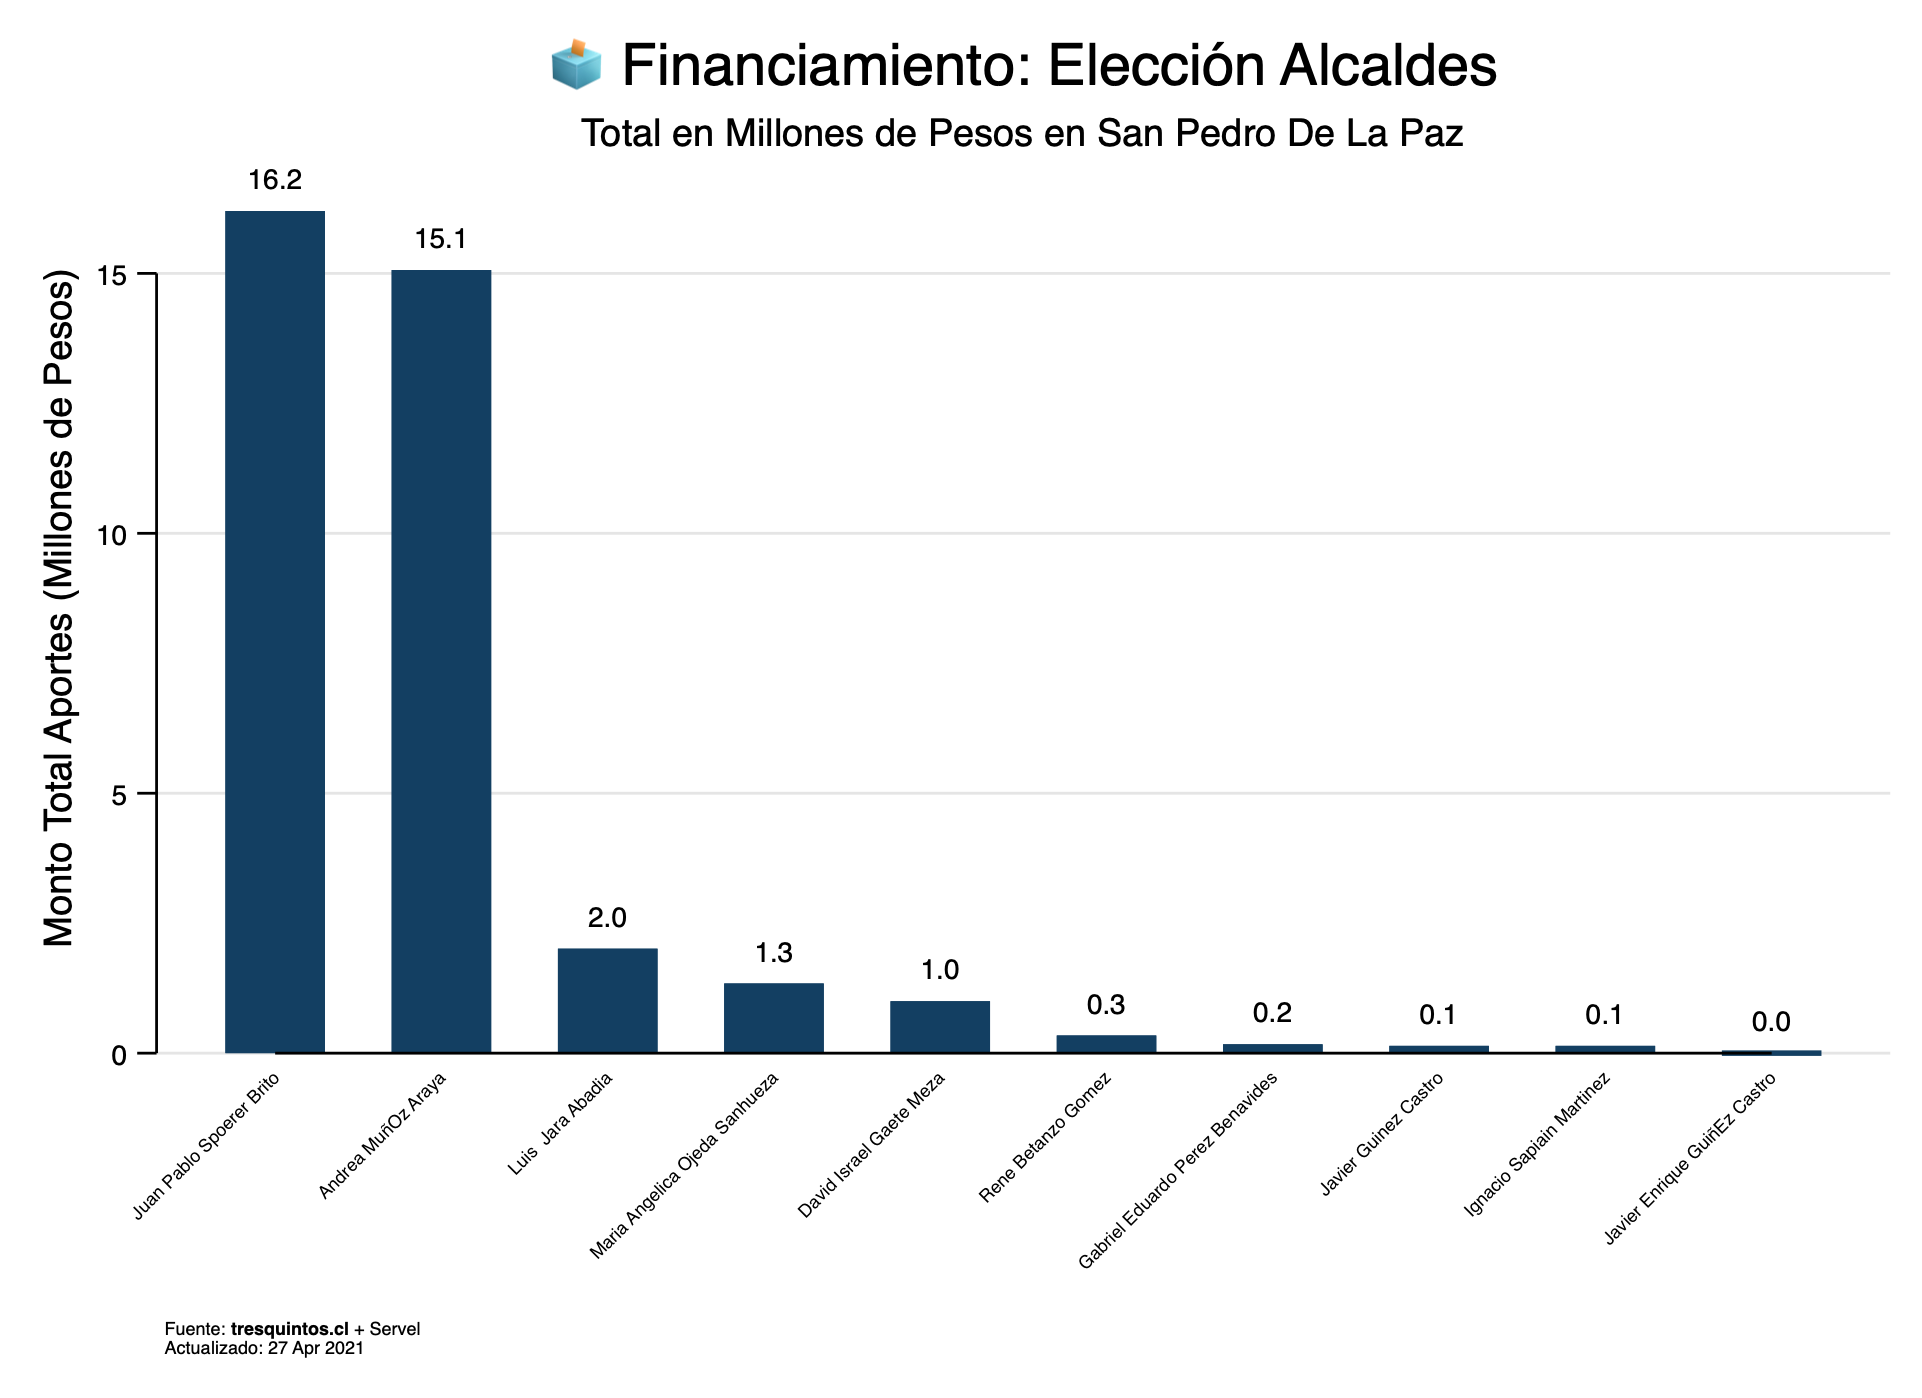 Financiamiento: Elección Alcaldes
Total en Millones de Pesos en San Pedro De La Paz
Monto Total Aportes (Millones de Pesos)
15
10
5
0
16.2
15.1
2.0
1.3
1.0
0.3
0.2
0.1
0.1
0.0
Juan Pablo Spoerer Brito
Andrea MuñOz Araya
Luis  Jara Abadia
Maria Angelica Ojeda Sanhueza
David Israel Gaete Meza
Rene Betanzo Gomez
Gabriel Eduardo Perez Benavides
Javier Guinez Castro
Ignacio Sapiain Martinez
Javier Enrique GuiñEz Castro
Fuente: tresquintos.cl + Servel
Actualizado: 27 Apr 2021